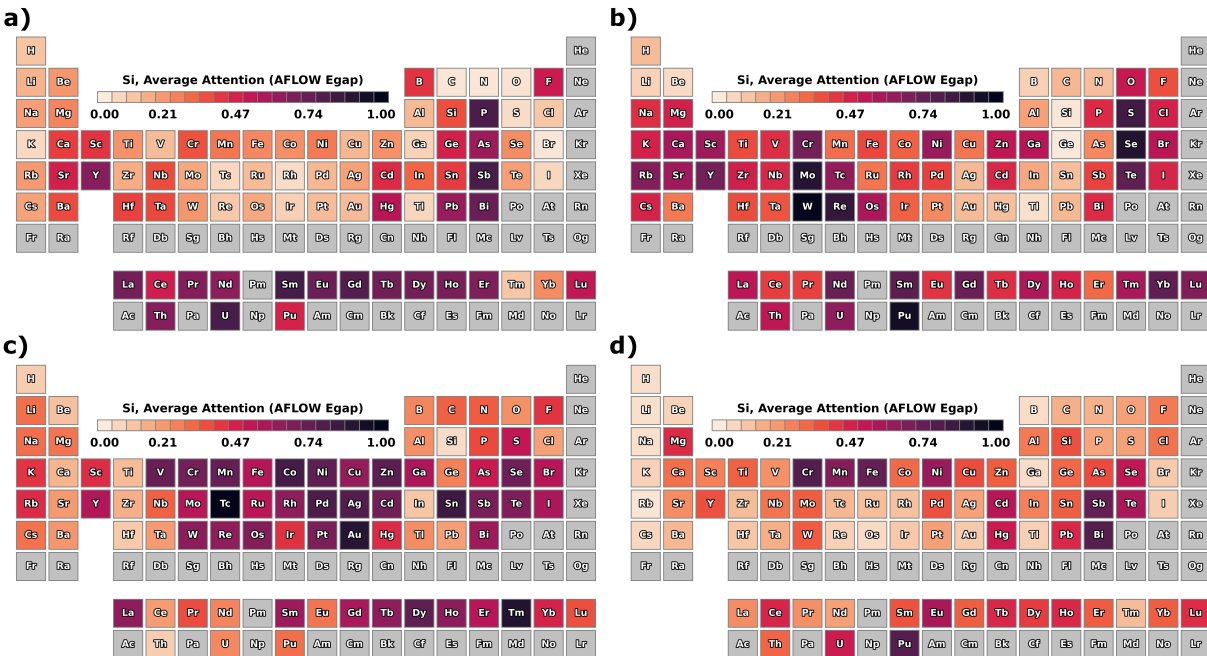 a)
H He
Li Be Si, Average Attention (AFLOW Egap) B C N O F Ne
0.00 0.21 0.47 0.74 1.00
Na Mg Al Si P S Cl Ar
K Ca Sc Ti V Cr Mn Fe Co Ni Cu Zn Ga Ge As Se Br Kr
Rb Sr Y Zr Nb Mo Tc Ru Rh Pd Ag Cd In Sn Sb Te I Xe
Cs Ba Hf Ta W Re Os Ir Pt Au Hg Tl Pb Bi Po At Rn
Fr Ra Rf Db Sg Bh Hs Mt Ds Rg Cn Nh Fl Mc Lv Ts Og
La Ce Pr Nd Pm Sm Eu Gd Tb Dy Ho Er Tm Yb Lu
Ac Th Pa U Np Pu Am Cm Bk Cf Es Fm Md No Lr
b)
H He
Li Be Si, Average Attention (AFLOW Egap) B C N O F Ne
0.00 0.21 0.47 0.74 1.00
Na Mg Al Si P S Cl Ar
K Ca Sc Ti V Cr Mn Fe Co Ni Cu Zn Ga Ge As Se Br Kr
Rb Sr Y Zr Nb Mo Tc Ru Rh Pd Ag Cd In Sn Sb Te I Xe
Cs Ba Hf Ta W Re Os Ir Pt Au Hg Tl Pb Bi Po At Rn
Fr Ra Rf Db Sg Bh Hs Mt Ds Rg Cn Nh Fl Mc Lv Ts Og
La Ce Pr Nd Pm Sm Eu Gd Tb Dy Ho Er Tm Yb Lu
Ac Th Pa U Np Pu Am Cm Bk Cf Es Fm Md No Lr
c)
H He
Li Be Si, Average Attention (AFLOW Egap) B C N O F Ne
0.00 0.21 0.47 0.74 1.00
Na Mg Al Si P S Cl Ar
K Ca Sc Ti V Cr Mn Fe Co Ni Cu Zn Ga Ge As Se Br Kr
Rb Sr Y Zr Nb Mo Tc Ru Rh Pd Ag Cd In Sn Sb Te I Xe
Cs Ba Hf Ta W Re Os Ir Pt Au Hg Tl Pb Bi Po At Rn
Fr Ra Rf Db Sg Bh Hs Mt Ds Rg Cn Nh Fl Mc Lv Ts Og
La Ce Pr Nd Pm Sm Eu Gd Tb Dy Ho Er Tm Yb Lu
Ac Th Pa U Np Pu Am Cm Bk Cf Es Fm Md No Lr
d)
H He
Li Be Si, Average Attention (AFLOW Egap) B C N O F Ne
0.00 0.21 0.47 0.74 1.00
Na Mg Al Si P S Cl Ar
K Ca Sc Ti V Cr Mn Fe Co Ni Cu Zn Ga Ge As Se Br Kr
Rb Sr Y Zr Nb Mo Tc Ru Rh Pd Ag Cd In Sn Sb Te I Xe
Cs Ba Hf Ta W Re Os Ir Pt Au Hg Tl Pb Bi Po At Rn
Fr Ra Rf Db Sg Bh Hs Mt Ds Rg Cn Nh Fl Mc Lv Ts Og
La Ce Pr Nd Pm Sm Eu Gd Tb Dy Ho Er Tm Yb Lu
Ac Th Pa U Np Pu Am Cm Bk Cf Es Fm Md No Lr